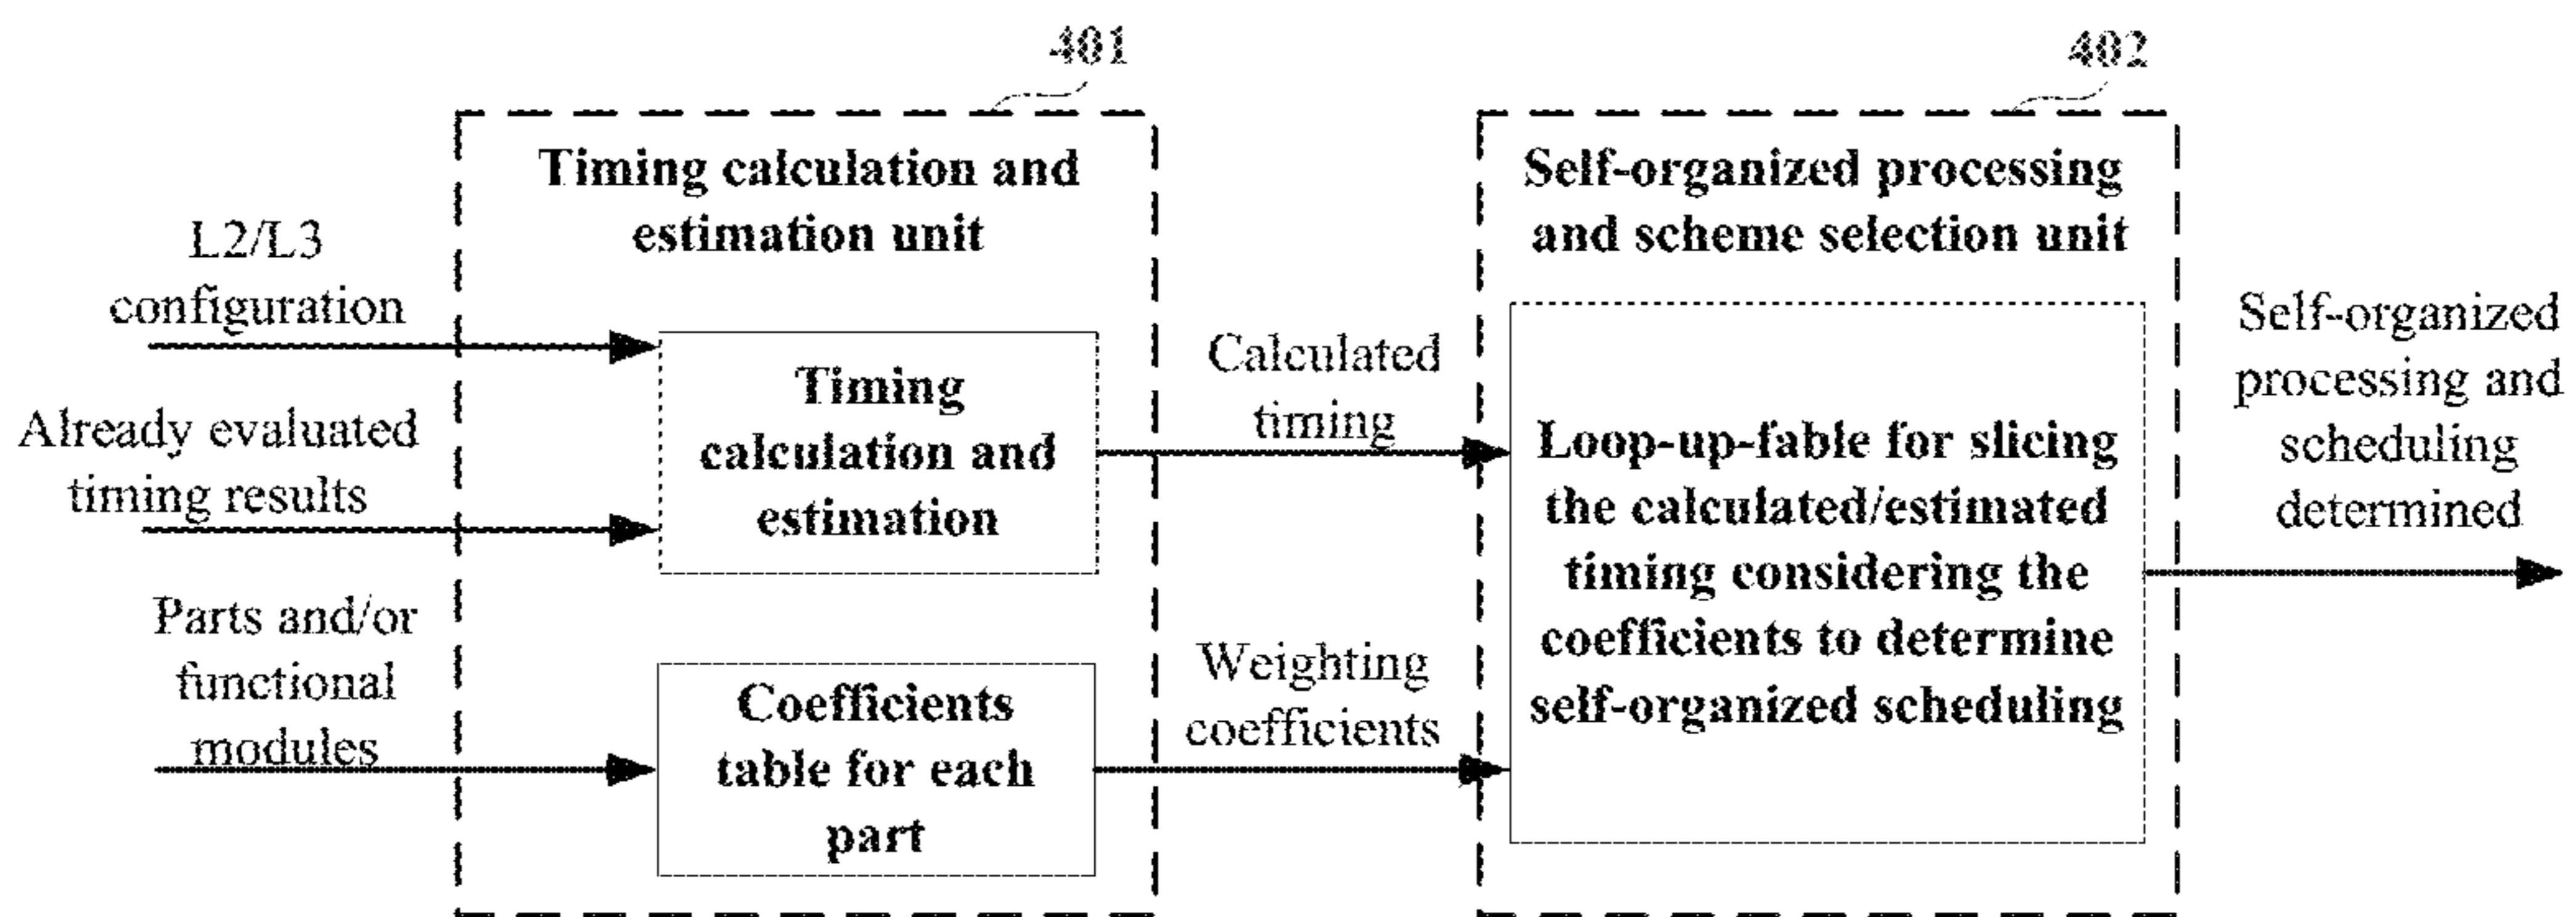 401
402
Timing calculation and
estimation unit
Self-organized processing
and scheme selection unit
L2/L3
configuration
Already evaluated
timing results
Parts and/or
functional
modules
Timing
calculation and
estimation
Coefficients
table for each
part
Calculated
timing
Weighting
coefficients
Loop-up-fable for slicing
the calculated/estimated
timing considering the
coefficients to determine
self-organized scheduling
Self-organized
processing and
scheduling
determined